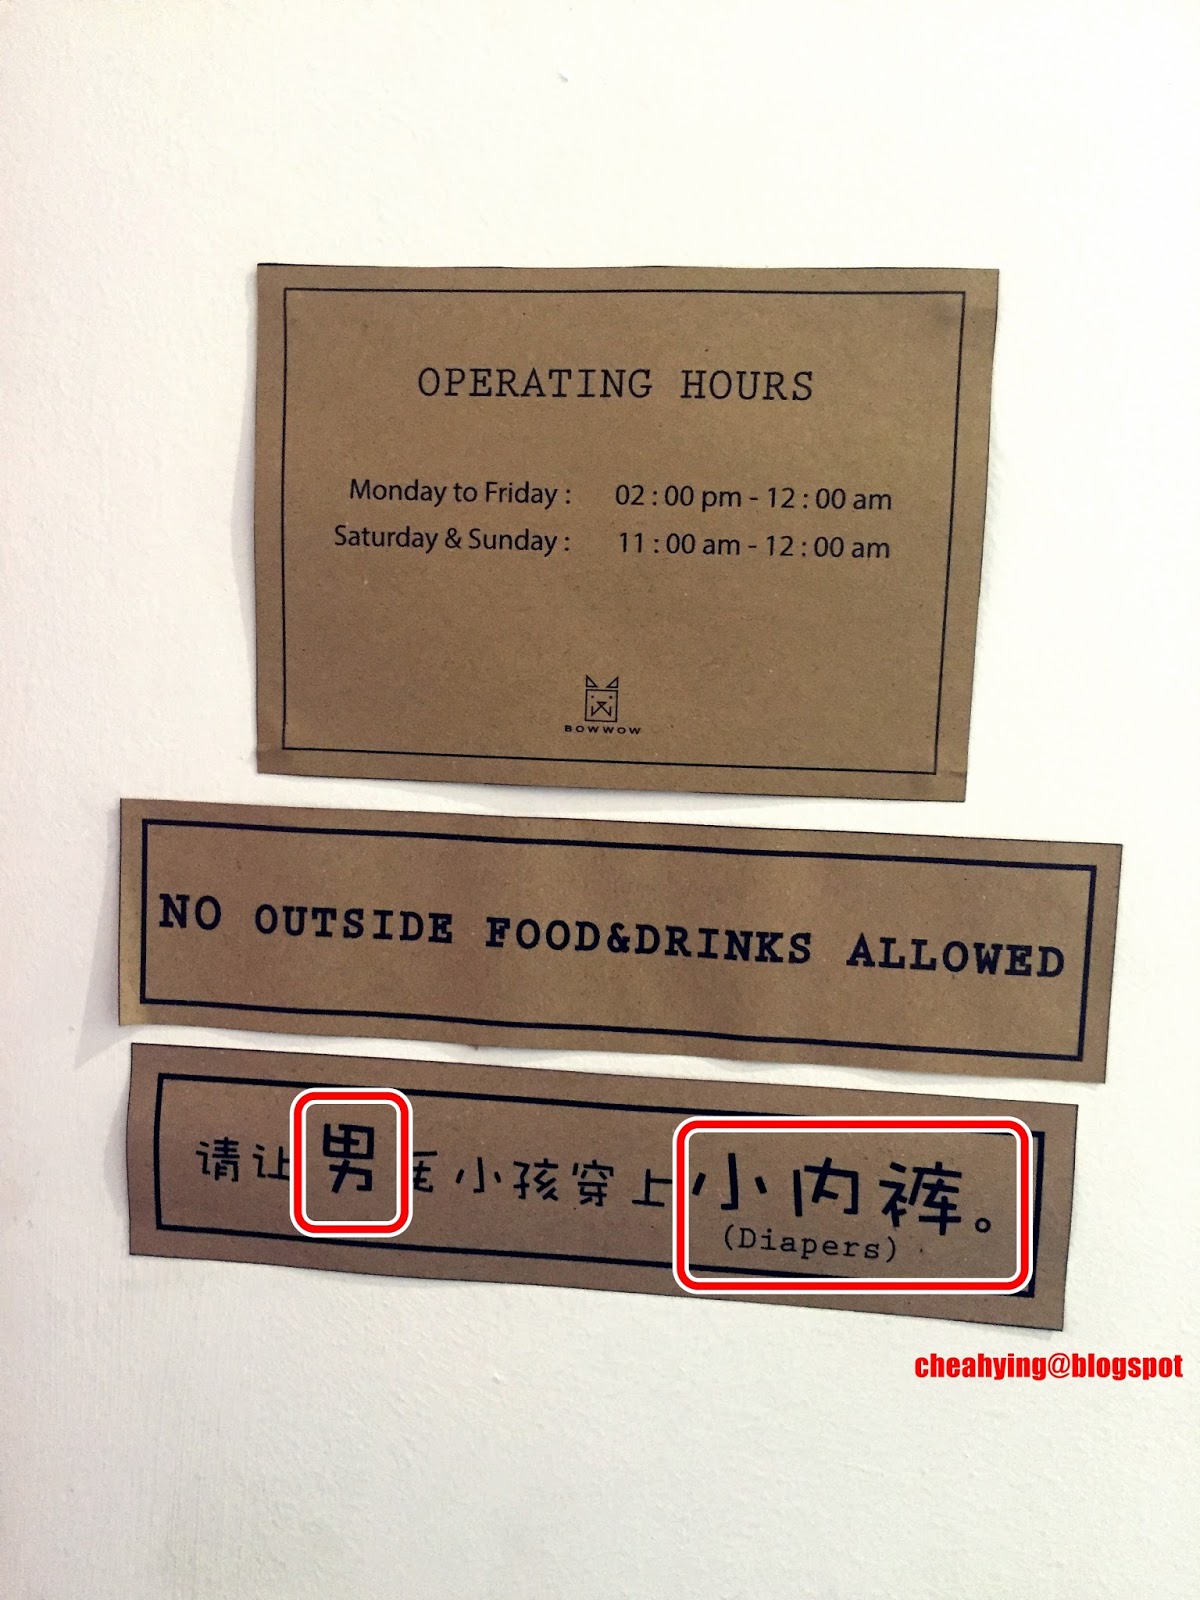 OPERATING HOURS
Monday to Friday : 02 : 00 pm - 12 : 00 am
Saturday & Sunday : 11 : 00 am - 12 : 00 am
BOWWOW
NO OUTSIDE FOOD&DRINKS ALLOWED
请让男毛小孩穿上小内裤。
(Diapers)
cheahying@blogspot